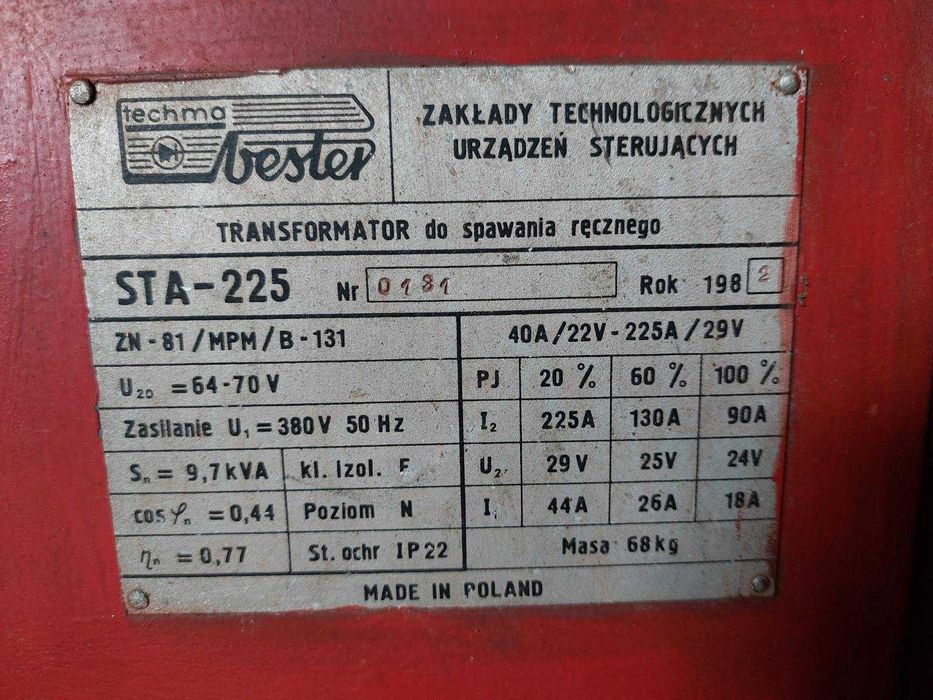 techma
bester
ZAKŁADY TECHNOLOGICZNYCH
URZĄDZEŃ STERUJĄCYCH
TRANSFORMATOR do spawania ręcznego
STA-225 Nr 0181 Rok 1982
ZN-81/MPM/B-131
40A/22V-225A/29V
U₂₀ = 64-70 V
PJ 20 % 60 % 100 %
Zasilanie U₁ = 380V 50 Hz
I₂ 225A 130A 90A
Sₙ = 9,7kVA kl. izol. F
U₂ 29V 25V 24V
cos φₙ = 0,44 Poziom N
I₁ 44A 26A 18A
ηₙ = 0,77 St. ochr IP22
Masa 68kg
MADE IN POLAND